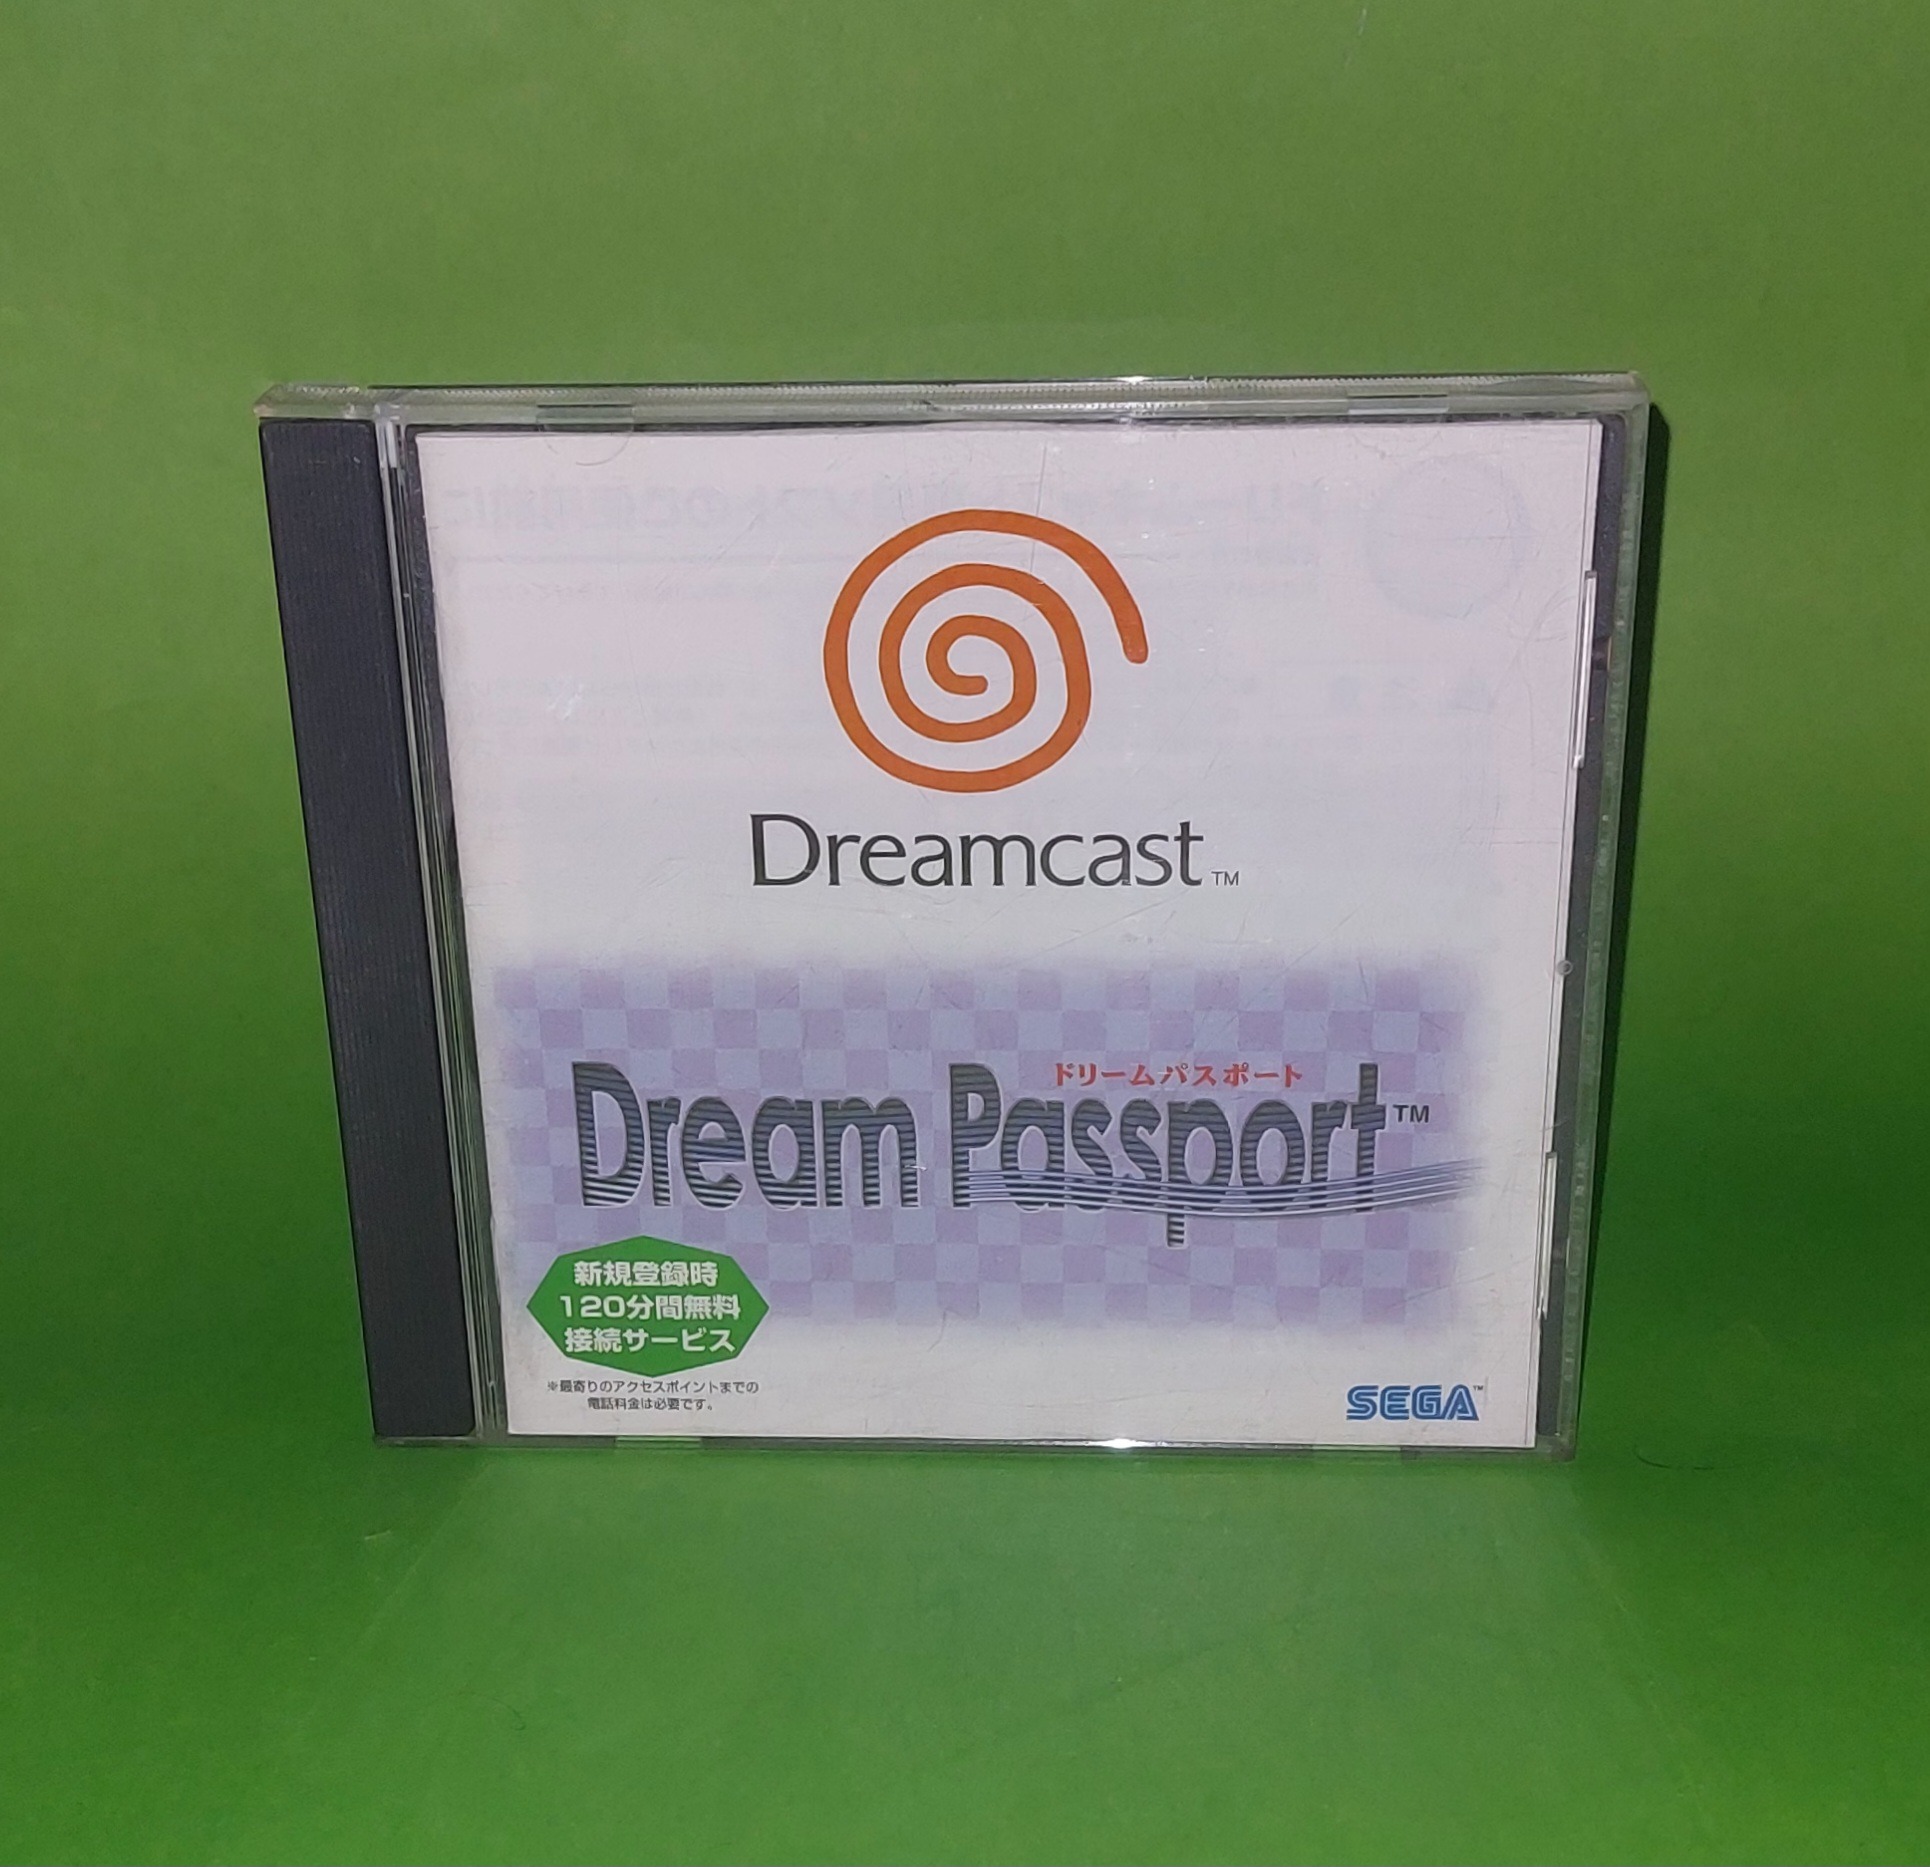 Dreamcast™
ドリームパスポート
Dream Passport™
新規登録時
120分間無料
接続サービス
※最寄りのアクセスポイントまでの
電話料金は必要です。
SEGA™